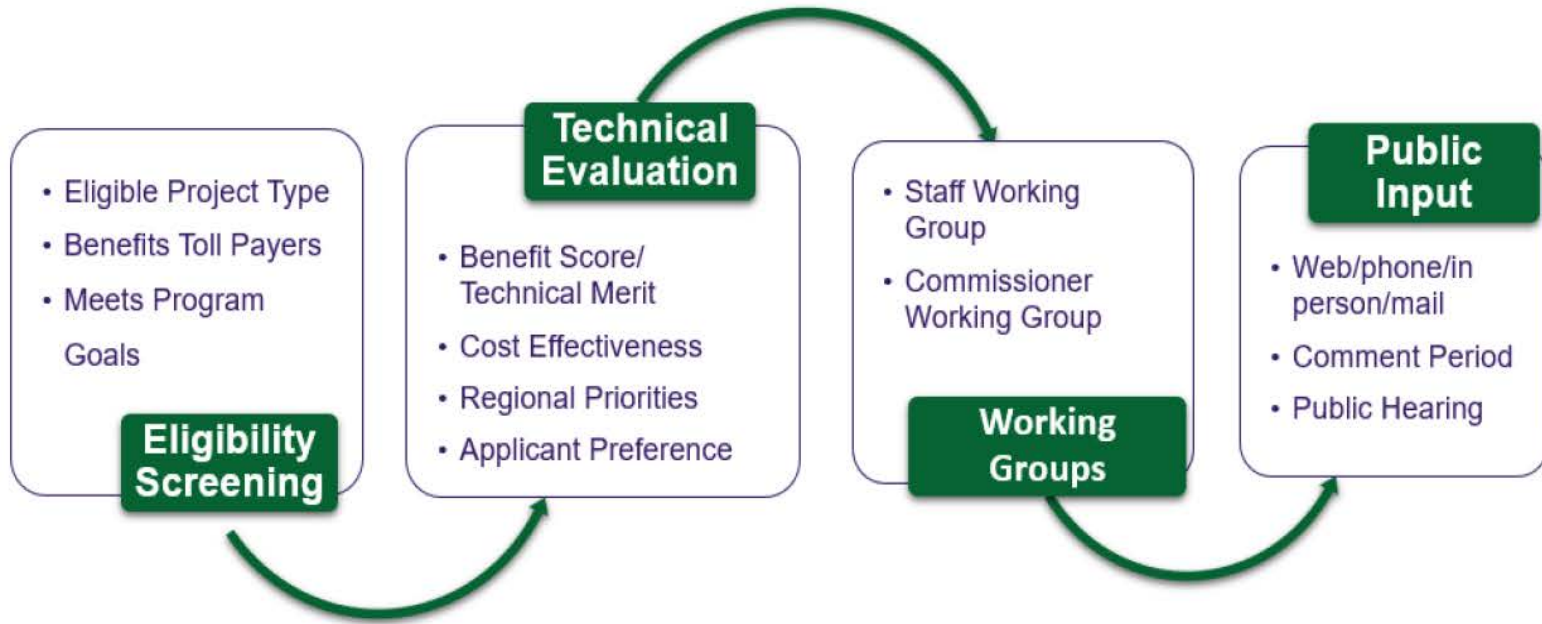 • Eligible Project Type
• Benefits Toll Payers
• Meets Program
Goals
Eligibility
Screening
Technical
Evaluation
• Benefit Score/
Technical Merit
• Cost Effectiveness
• Regional Priorities
• Applicant Preference
• Staff Working
Group
• Commissioner
Working Group
Working
Groups
Public
Input
• Web/phone/in
person/mail
• Comment Period
• Public Hearing